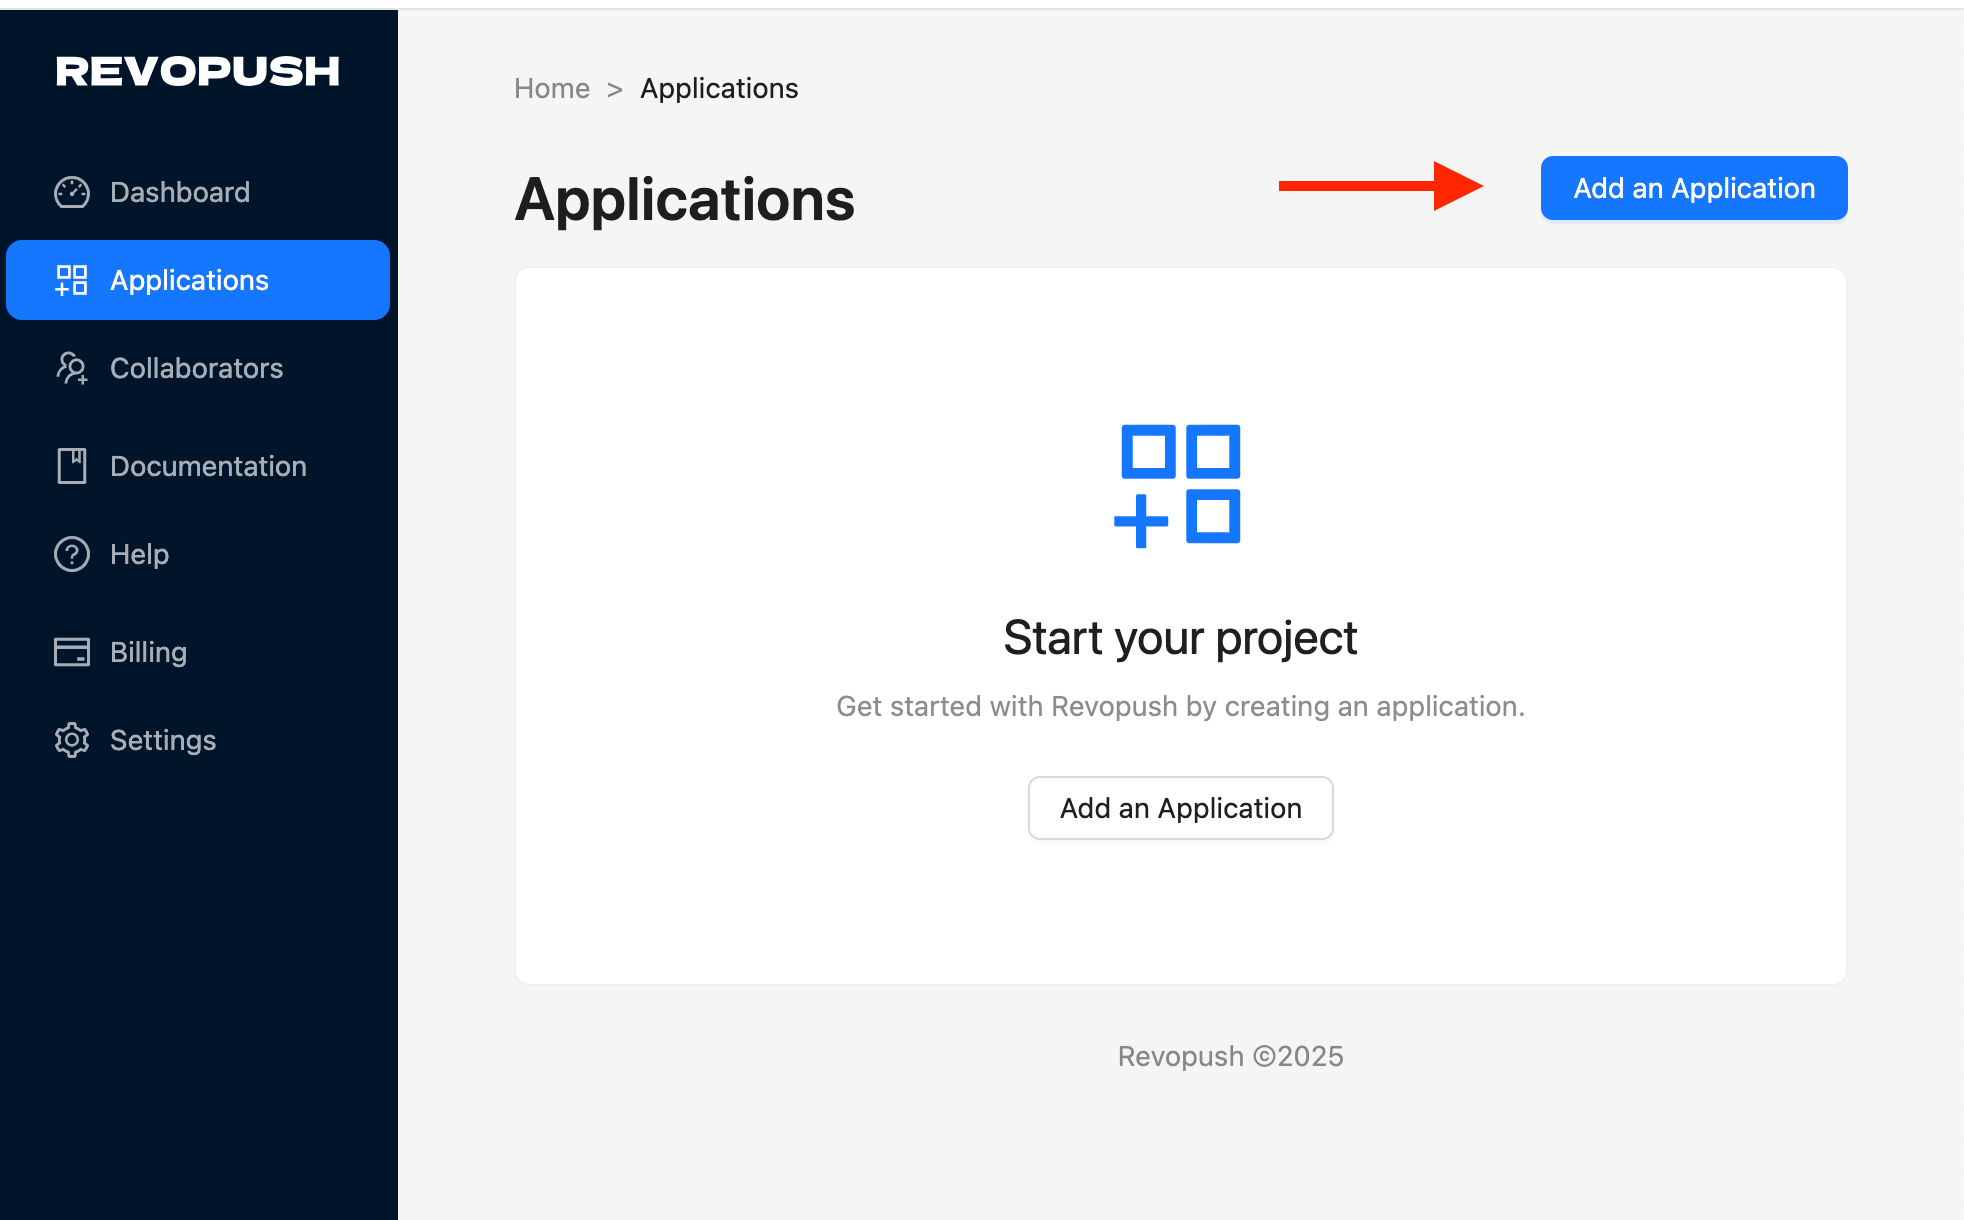 REVOPUSH
Dashboard
Applications
Collaborators
Documentation
Help
Billing
Settings
Home > Applications
Applications
Add an Application
Start your project
Get started with Revopush by creating an application.
Add an Application
Revopush ©2025